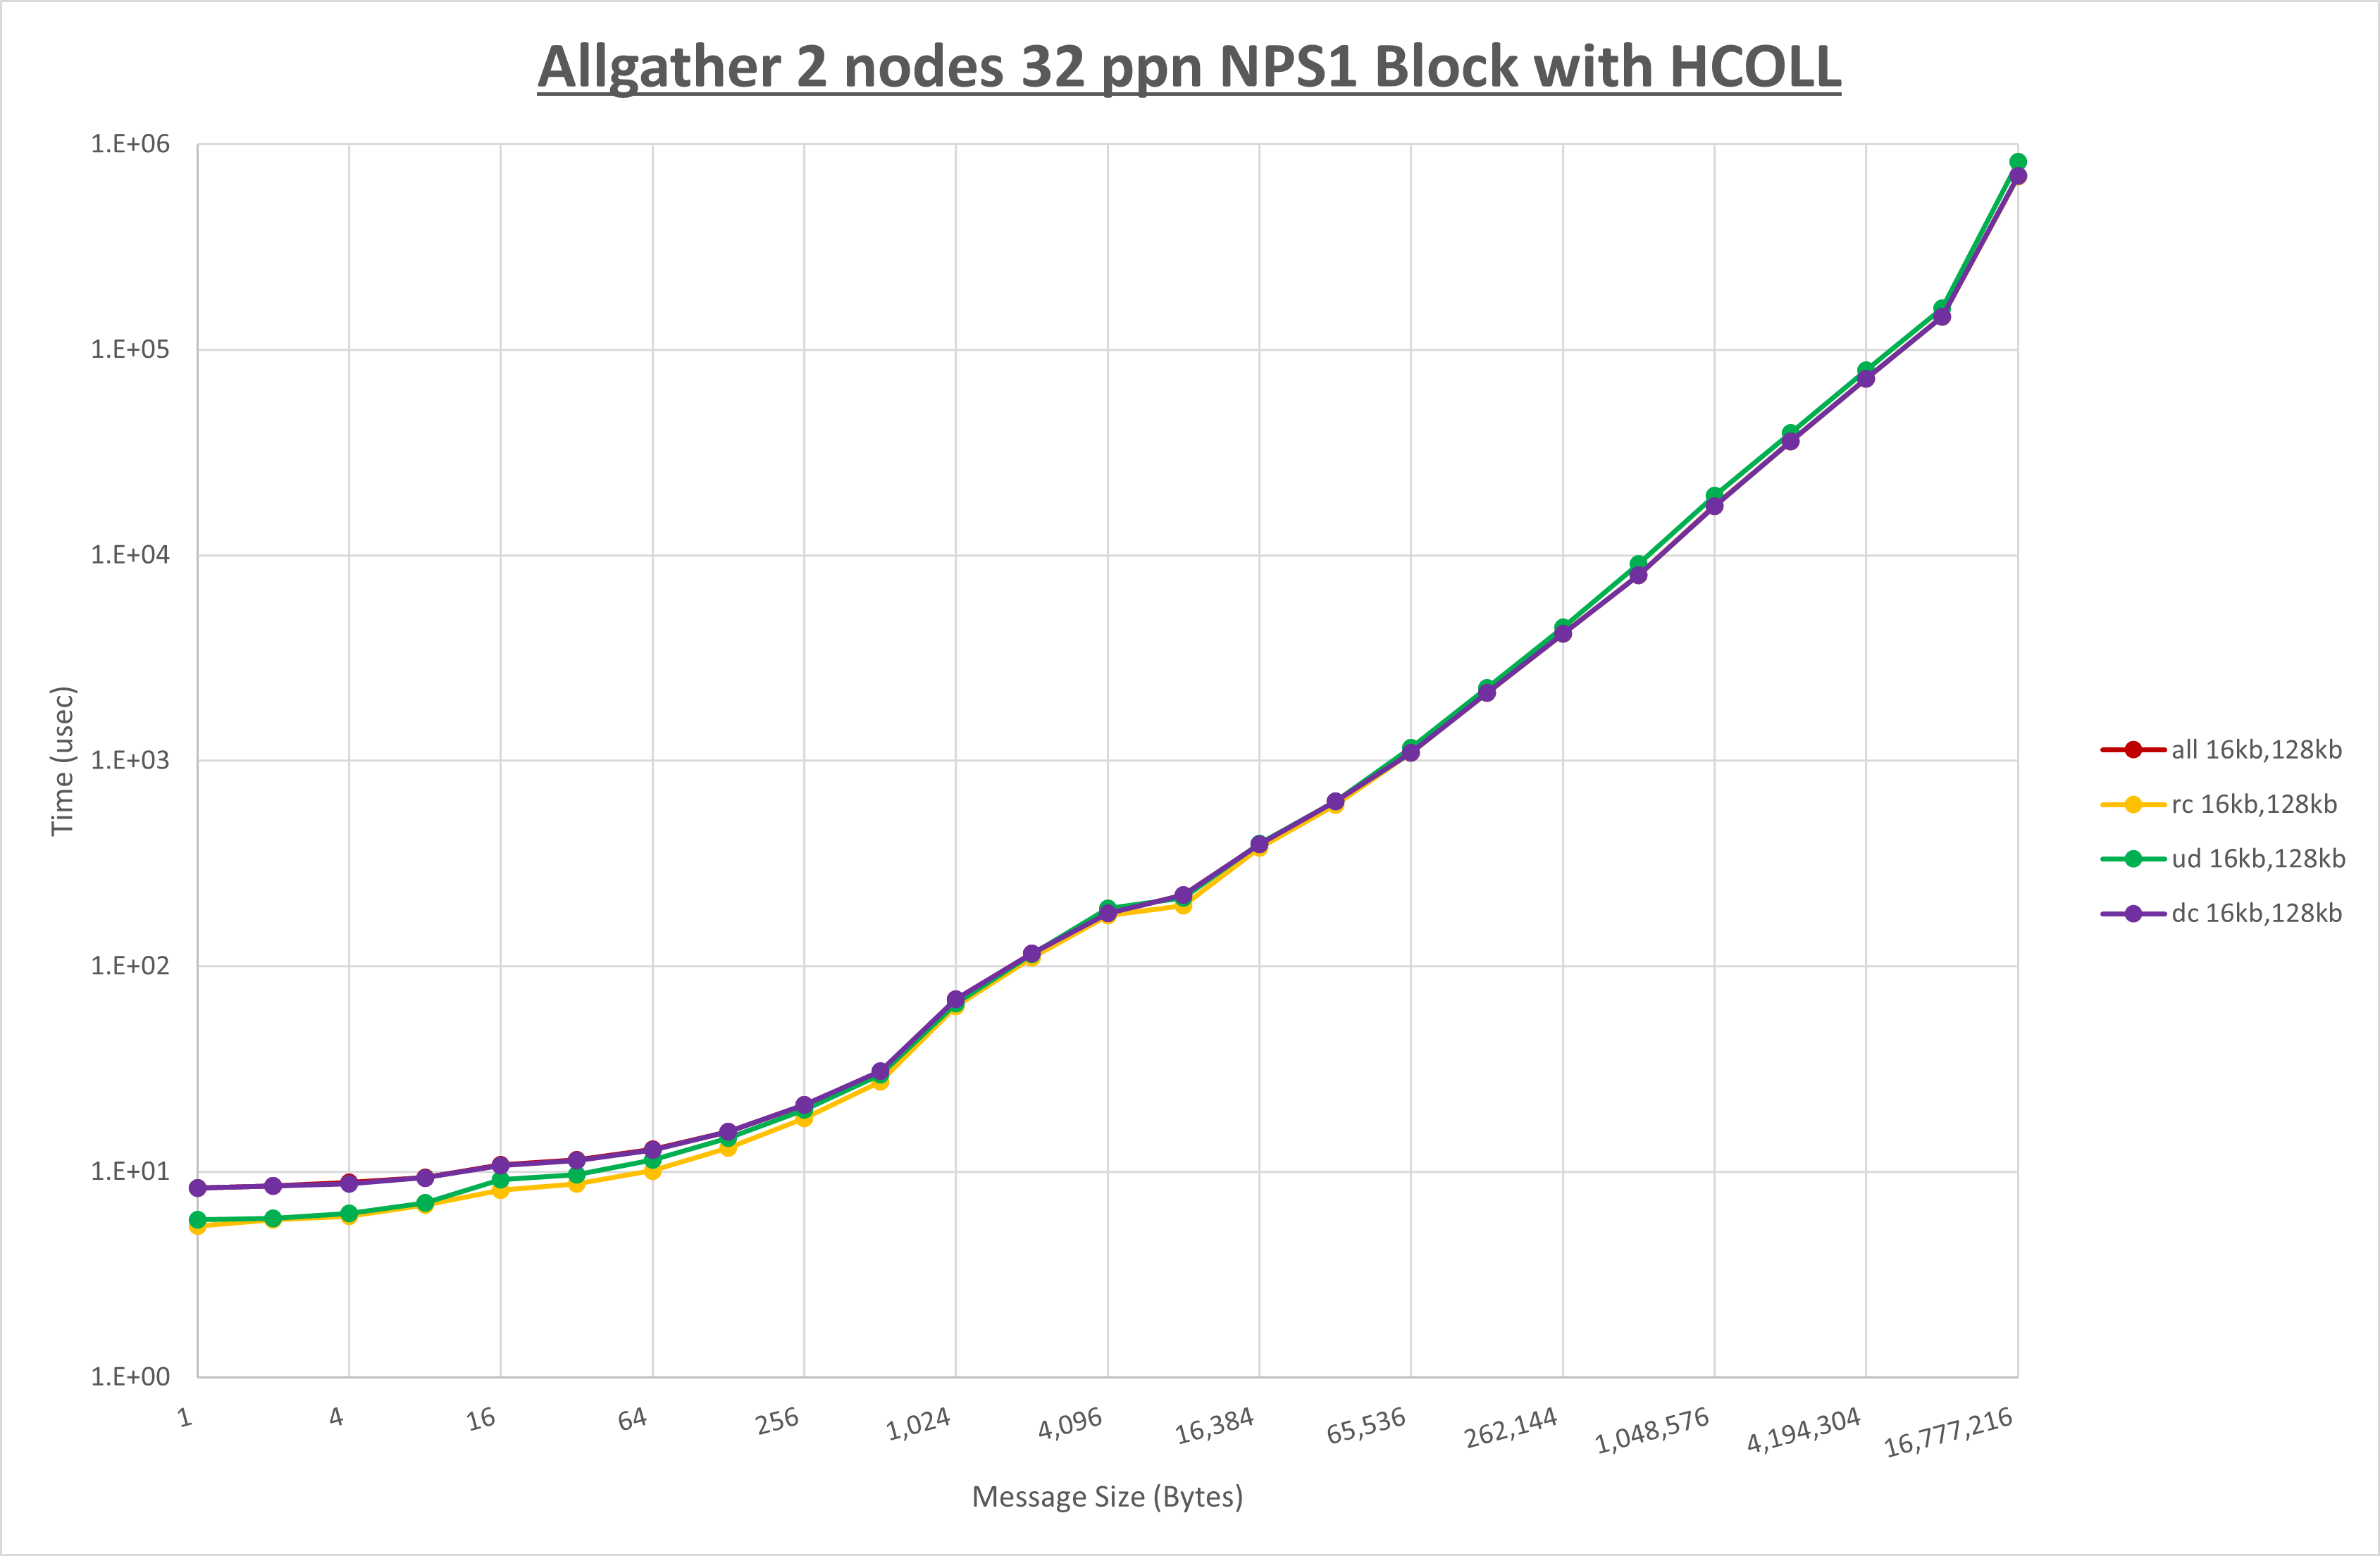 Allgather 2 nodes 32 ppn NPS1 Block with HCOLL
1.E+06
1.E+05
1.E+04
1.E+03
1.E+02
1.E+01
1.E+00
Time (usec)
1
4
16
64
256
1,024
4,096
16,384
65,536
262,144
1,048,576
4,194,304
16,777,216
Message Size (Bytes)
all 16kb,128kb
rc 16kb,128kb
ud 16kb,128kb
dc 16kb,128kb